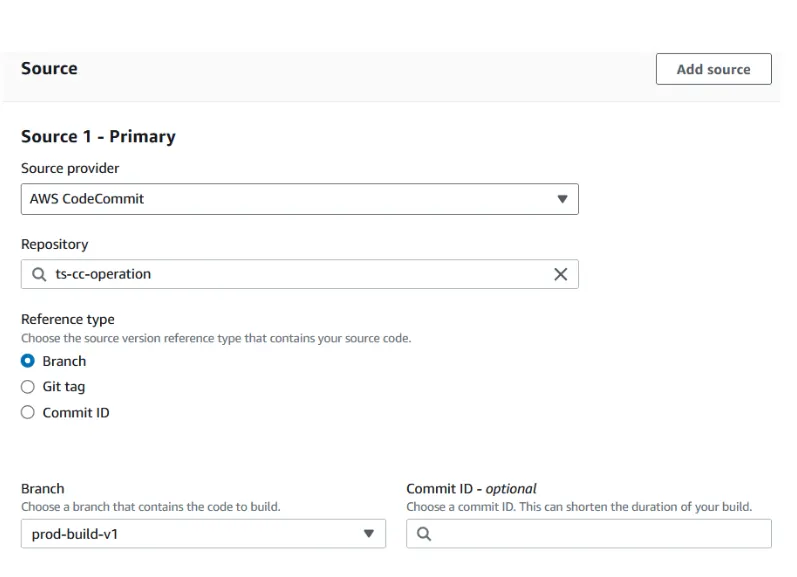 Source
Add source
Source 1 - Primary
Source provider
AWS CodeCommit
Repository
ts-cc-operation
Reference type
Choose the source version reference type that contains your source code.
Branch
Git tag
Commit ID
Branch
Choose a branch that contains the code to build.
prod-build-v1
Commit ID - optional
Choose a commit ID. This can shorten the duration of your build.